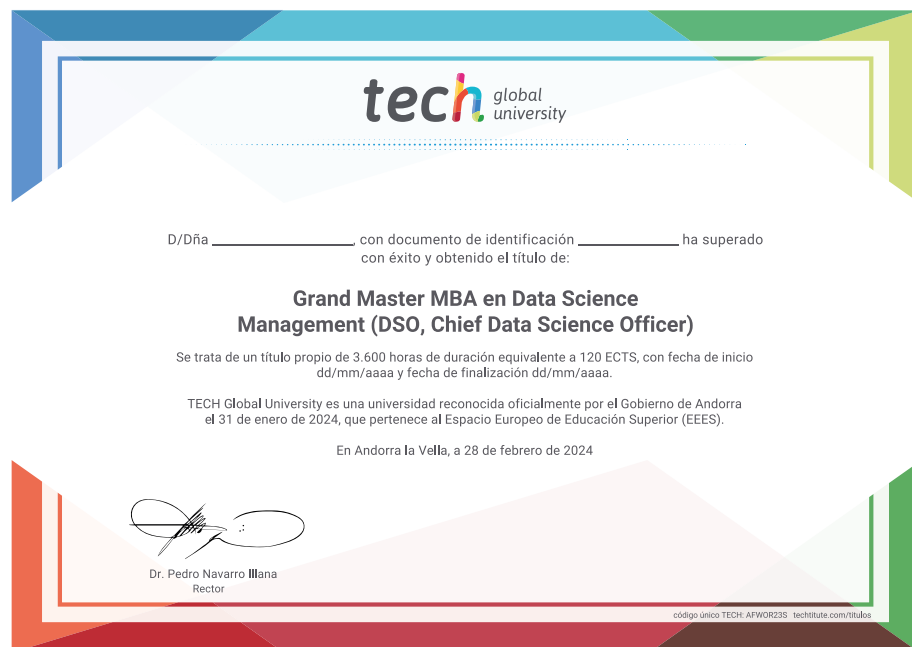 tech global university
D/Dña ____________________, con documento de identificación ______________ ha superado
con éxito y obtenido el título de:
Grand Master MBA en Data Science
Management (DSO, Chief Data Science Officer)
Se trata de un título propio de 3.600 horas de duración equivalente a 120 ECTS, con fecha de inicio
dd/mm/aaaa y fecha de finalización dd/mm/aaaa.
TECH Global University es una universidad reconocida oficialmente por el Gobierno de Andorra
el 31 de enero de 2024, que pertenece al Espacio Europeo de Educación Superior (EEES).
En Andorra la Vella, a 28 de febrero de 2024
Dr. Pedro Navarro Illana
Rector
código único TECH: AFWOR23S techtitute.com/titulos